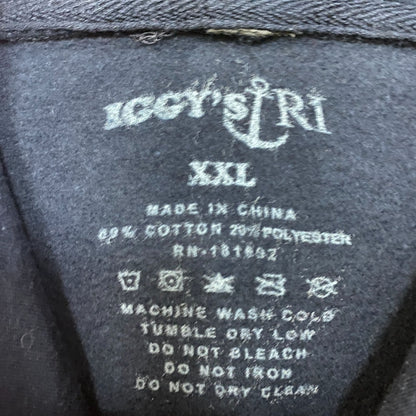 IGGY'S RI
XXL
MADE IN CHINA
COTTON 20% POLYESTER
MACHINE WASH COLD
TUMBLE DRY LOW
DO NOT BLEACH
DO NOT IRON
DO NOT DRY CLEAN